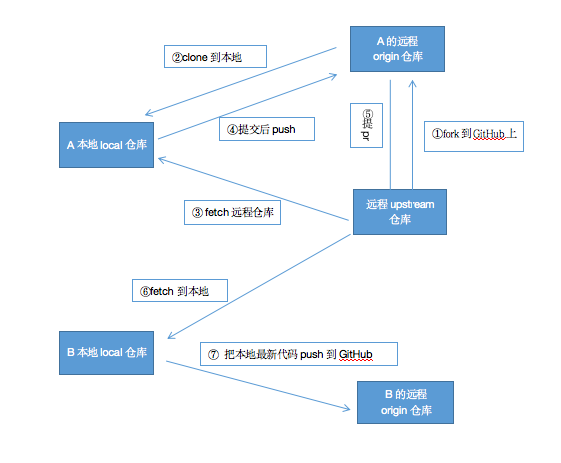 A 的远程
origin 仓库
②clone 到本地
⑤提 pr
④提交后 push
①fork 到 GitHub 上
A 本地 local 仓库
③ fetch 远程仓库
远程 upstream
仓库
⑥fetch 到本地
B 本地 local 仓库
⑦ 把本地最新代码 push 到 GitHub
B 的远程
origin 仓库